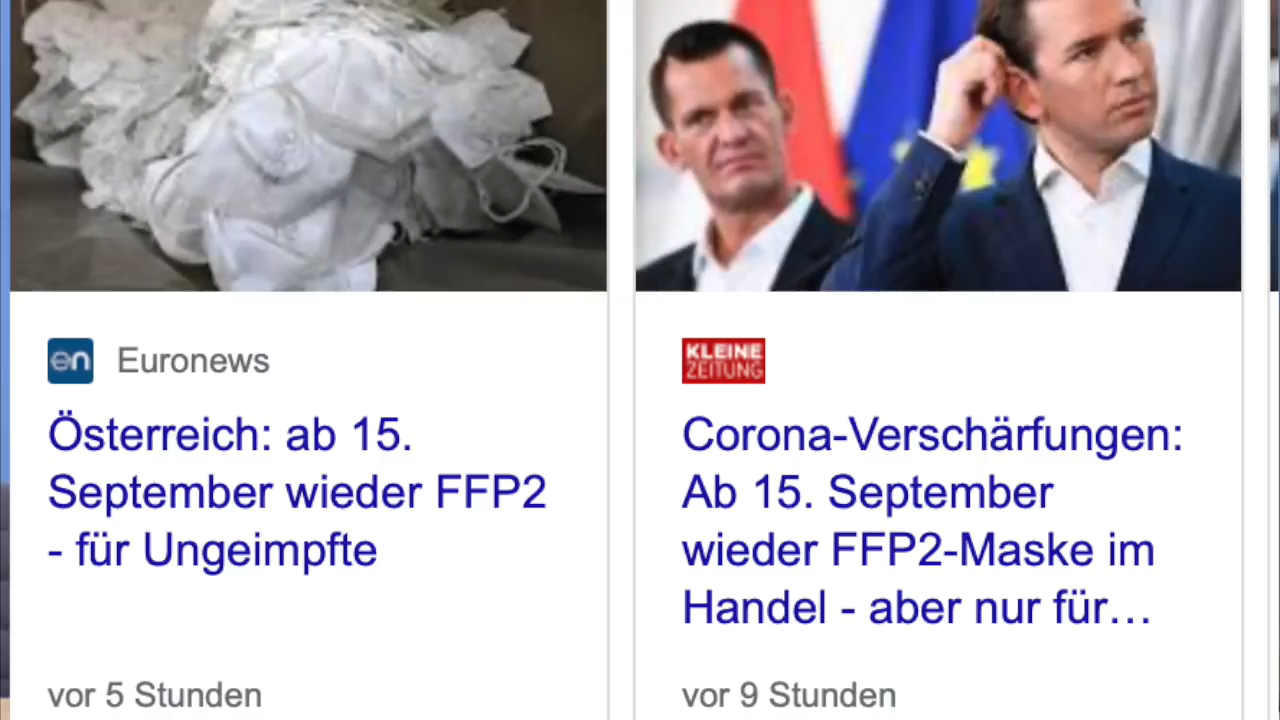 en Euronews
Österreich: ab 15.
September wieder FFP2
- für Ungeimpfte
vor 5 Stunden
KLEINE
ZEITUNG
Corona-Verschärfungen:
Ab 15. September
wieder FFP2-Maske im
Handel - aber nur für…
vor 9 Stunden